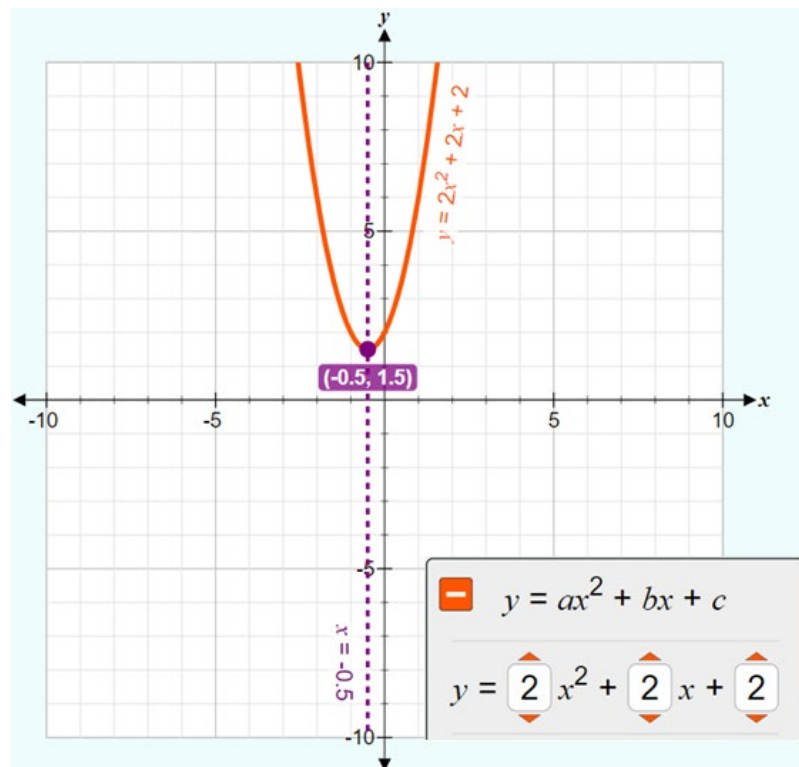 y
10
y = 2x² + 2x + 2
5
(-0.5, 1.5)
-10 -5 5 10 x
-5
x = -0.5
y = ax² + bx + c
y = 2 x² + 2 x + 2
-10